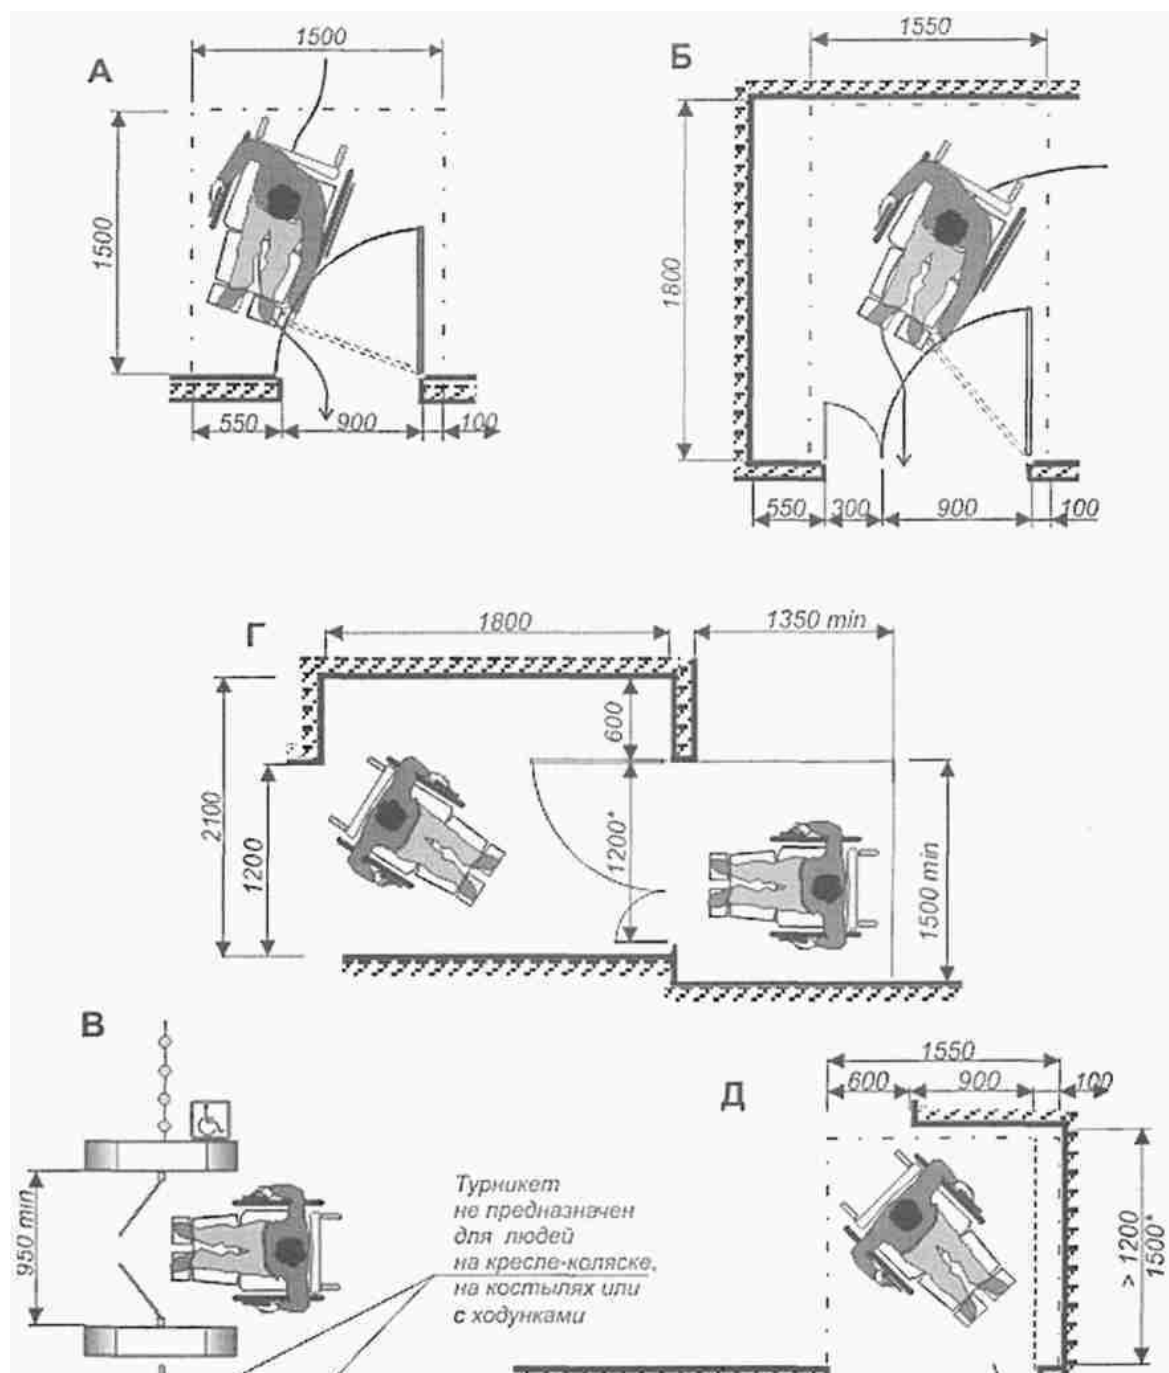 А
1500
1500
550
900
100
Б
1550
1800
550
300
900
100
Г
1800
1350 min
600
2100
1200
1200*
1500 min
В
950 min
Турникет
не предназначен
для людей
на кресле-коляске,
на костылях или
с ходунками
Д
1550
600
900
100
> 1200
1500*